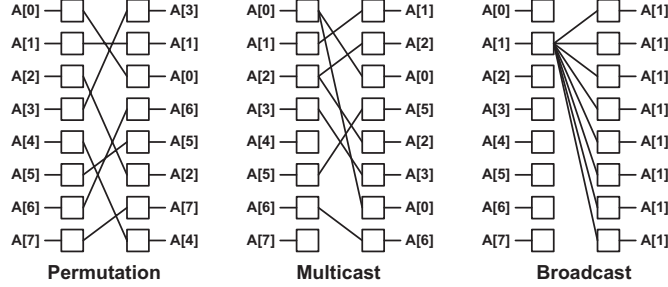 A[0] A[3] A[0] A[1] A[0] A[1]
A[1] A[1] A[1] A[2] A[1] A[1]
A[2] A[0] A[2] A[0] A[2] A[1]
A[3] A[6] A[3] A[5] A[3] A[1]
A[4] A[5] A[4] A[2] A[4] A[1]
A[5] A[2] A[5] A[3] A[5] A[1]
A[6] A[7] A[6] A[0] A[6] A[1]
A[7] A[4] A[7] A[6] A[7] A[1]
Permutation Multicast Broadcast